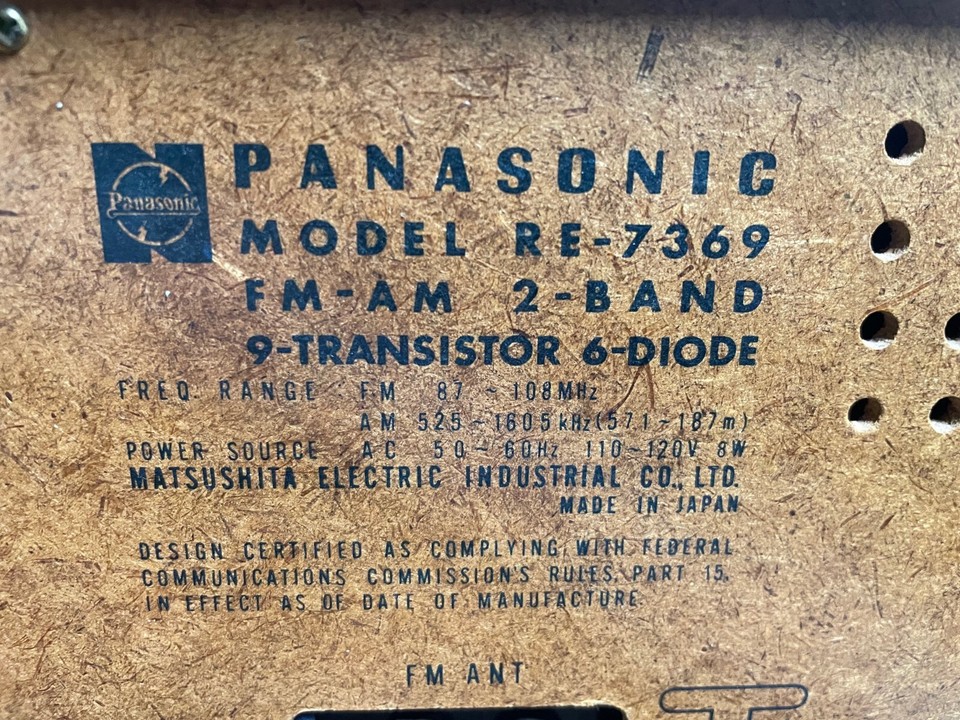 Panasonic
PANASONIC
MODEL RE-7369
FM-AM 2-BAND
9-TRANSISTOR 6-DIODE
FREQ. RANGE : FM 87 ~ 108MHz
AM 525 ~ 1605kHz(571~187m)
POWER SOURCE : AC 50 ~ 60Hz 110~120V 8W
MATSUSHITA ELECTRIC INDUSTRIAL CO., LTD.
MADE IN JAPAN
DESIGN CERTIFIED AS COMPLYING WITH FEDERAL
COMMUNICATIONS COMMISSION'S RULES, PART 15,
IN EFFECT AS OF DATE OF MANUFACTURE.
FM ANT